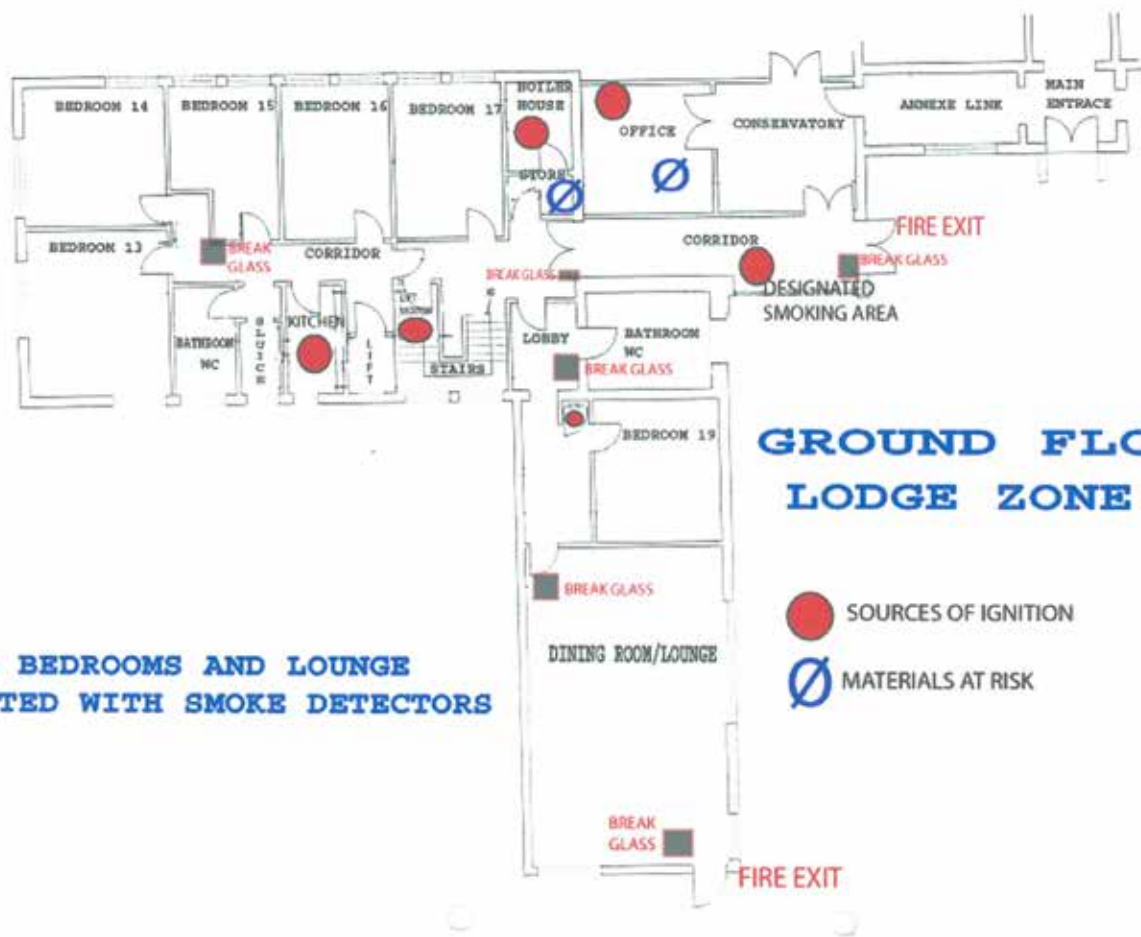 BEDROOM 14
BEDROOM 15
BEDROOM 16
BEDROOM 17
BOILER
HOUSE
OFFICE
CONSERVATORY
ANNEXE LINK
MAIN
ENTRACE
STORE
BEDROOM 13
BREAK
GLASS
CORRIDOR
BREAK GLASS
CORRIDOR
FIRE EXIT
BREAK GLASS
DESIGNATED
SMOKING AREA
BATHROOM
WC
SLUICE
KITCHEN
LIFT
LIFT
STAIRS
LOBBY
BATHROOM
WC
BREAK GLASS
BEDROOM 19
GROUND FLO
LODGE ZONE
BREAK GLASS
SOURCES OF IGNITION
DINING ROOM/LOUNGE
MATERIALS AT RISK
BEDROOMS AND LOUNGE
TED WITH SMOKE DETECTORS
BREAK
GLASS
FIRE EXIT